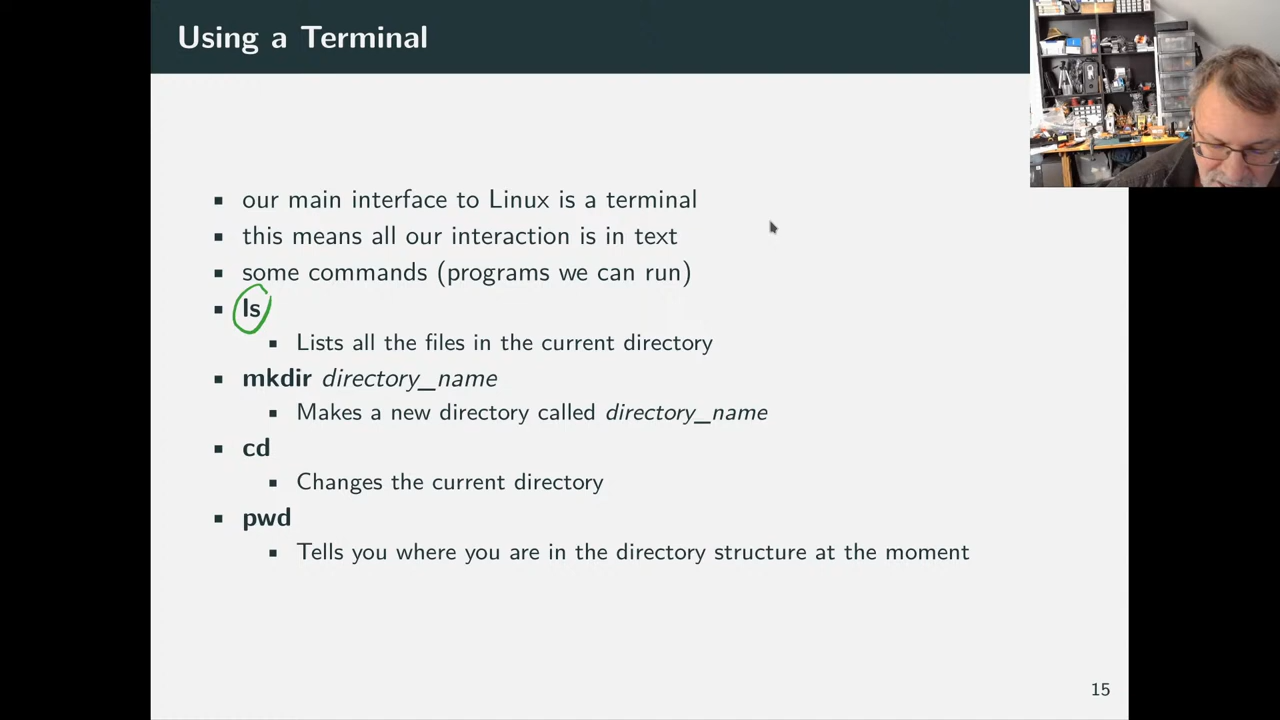 Using a Terminal
▪ our main interface to Linux is a terminal
▪ this means all our interaction is in text
▪ some commands (programs we can run)
▪ ls
▪ Lists all the files in the current directory
▪ mkdir directory_name
▪ Makes a new directory called directory_name
▪ cd
▪ Changes the current directory
▪ pwd
▪ Tells you where you are in the directory structure at the moment
15